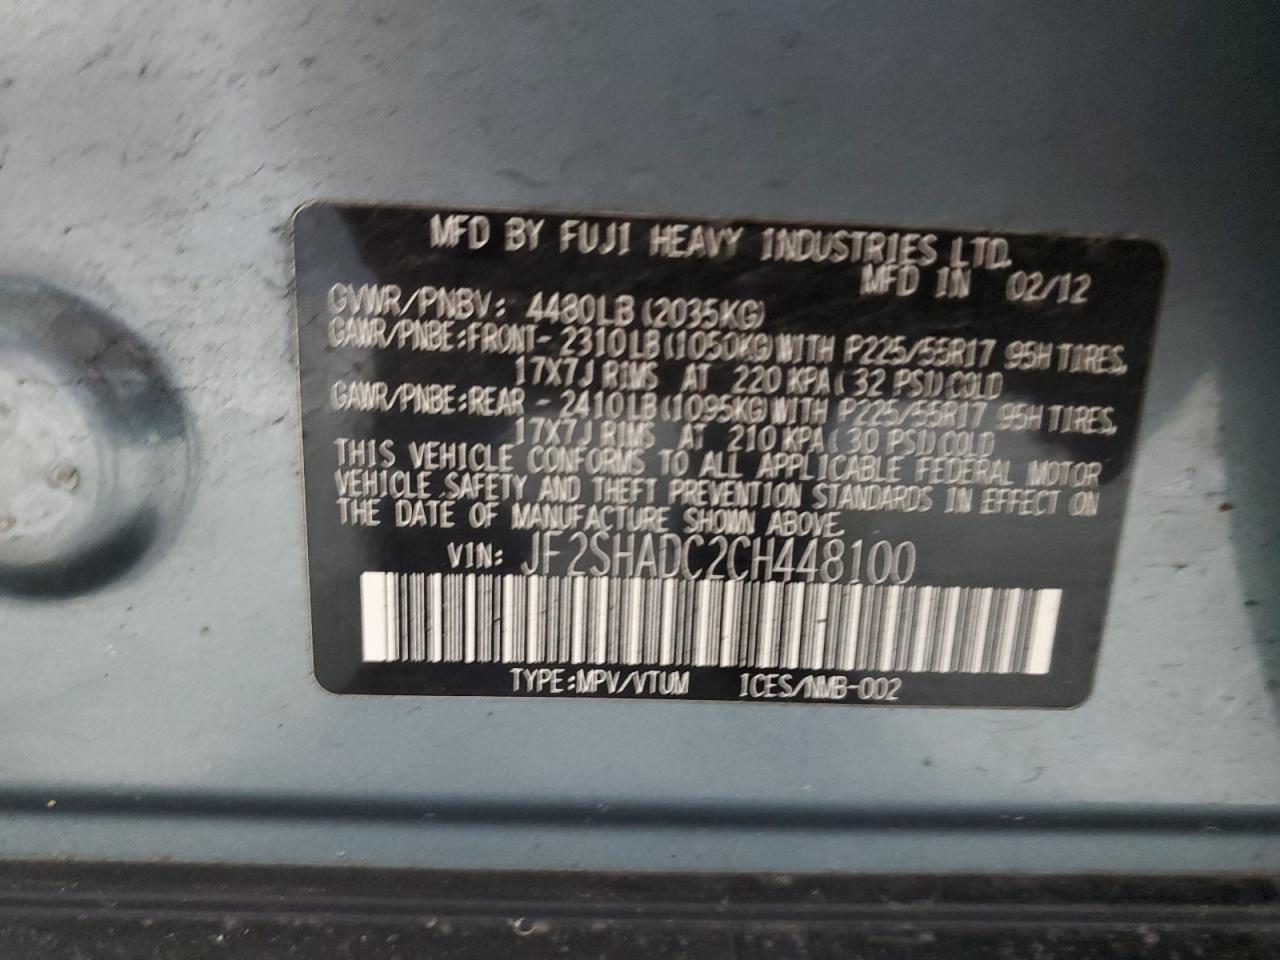 MFD BY FUJI HEAVY INDUSTRIES LTD.
MFD IN 02/12
GVWR/PNBV: 4480LB (2035KG)
GAWR/PNBE:FRONT- 2310LB(1050KG)WITH P225/55R17 95H TIRES,
17X7J RIMS AT 220 KPA( 32 PSI)COLD
GAWR/PNBE:REAR - 2410LB(1095KG)WITH P225/55R17 95H TIRES,
17X7J RIMS AT 210 KPA( 30 PSI)COLD
THIS VEHICLE CONFORMS TO ALL APPLICABLE FEDERAL MOTOR
VEHICLE SAFETY AND THEFT PREVENTION STANDARDS IN EFFECT ON
THE DATE OF MANUFACTURE SHOWN ABOVE.
VIN: JF2SHADC2CH448100
TYPE:MPV/VTUM ICES/NMB-002